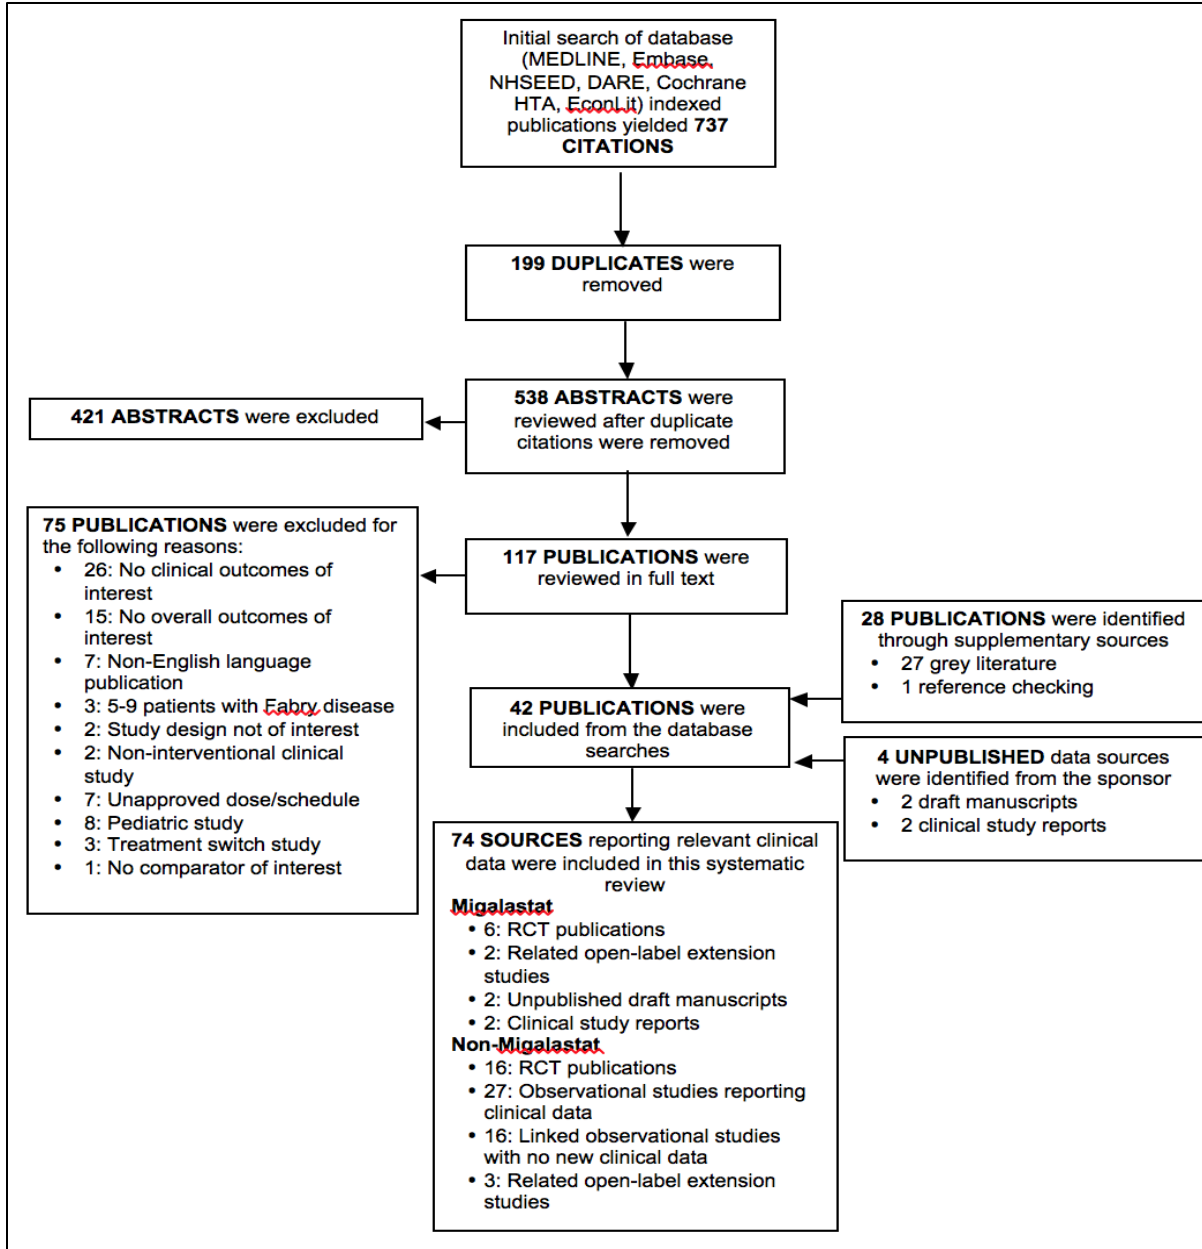 Initial search of database
(MEDLINE, Embase,
NHSEED, DARE, Cochrane
HTA, EconLit) indexed
publications yielded 737
CITATIONS
199 DUPLICATES were
removed
538 ABSTRACTS were
reviewed after duplicate
citations were removed
421 ABSTRACTS were excluded
117 PUBLICATIONS were
reviewed in full text
75 PUBLICATIONS were excluded for
the following reasons:
• 26: No clinical outcomes of
interest
• 15: No overall outcomes of
interest
• 7: Non-English language
publication
• 3: 5-9 patients with Fabry disease
• 2: Study design not of interest
• 2: Non-interventional clinical
study
• 7: Unapproved dose/schedule
• 8: Pediatric study
• 3: Treatment switch study
• 1: No comparator of interest
28 PUBLICATIONS were identified
through supplementary sources
• 27 grey literature
• 1 reference checking
42 PUBLICATIONS were
included from the database
searches
4 UNPUBLISHED data sources
were identified from the sponsor
• 2 draft manuscripts
• 2 clinical study reports
74 SOURCES reporting relevant clinical
data were included in this systematic
review
Migalastat
• 6: RCT publications
• 2: Related open-label extension
studies
• 2: Unpublished draft manuscripts
• 2: Clinical study reports
Non-Migalastat
• 16: RCT publications
• 27: Observational studies reporting
clinical data
• 16: Linked observational studies
with no new clinical data
• 3: Related open-label extension
studies